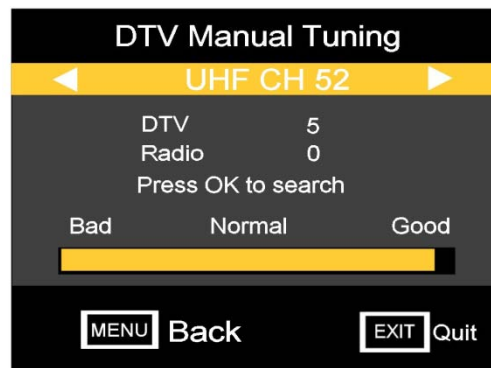 DTV Manual Tuning
UHF CH 52
DTV 5
Radio 0
Press OK to search
Bad Normal Good
MENU Back EXIT Quit